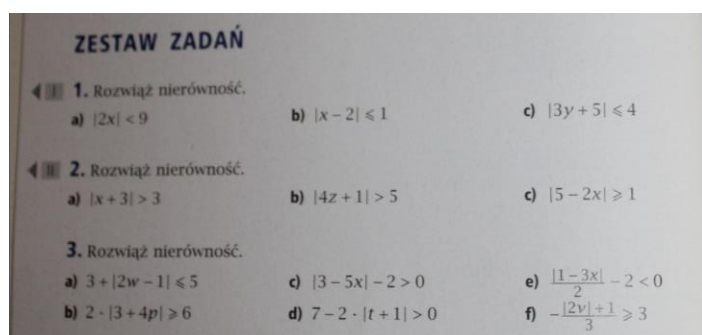 ZESTAW ZADAŃ
I 1. Rozwiąż nierówność.
a) |2x| < 9 b) |x − 2| ⩽ 1 c) |3y + 5| ⩽ 4
II 2. Rozwiąż nierówność.
a) |x + 3| > 3 b) |4z + 1| > 5 c) |5 − 2x| ⩾ 1
3. Rozwiąż nierówność.
a) 3 + |2w − 1| ⩽ 5 c) |3 − 5x| − 2 > 0 e) |1 − 3x|/2 − 2 < 0
b) 2 · |3 + 4p| ⩾ 6 d) 7 − 2 · |t + 1| > 0 f) −|2v| + 1/3 ⩾ 3